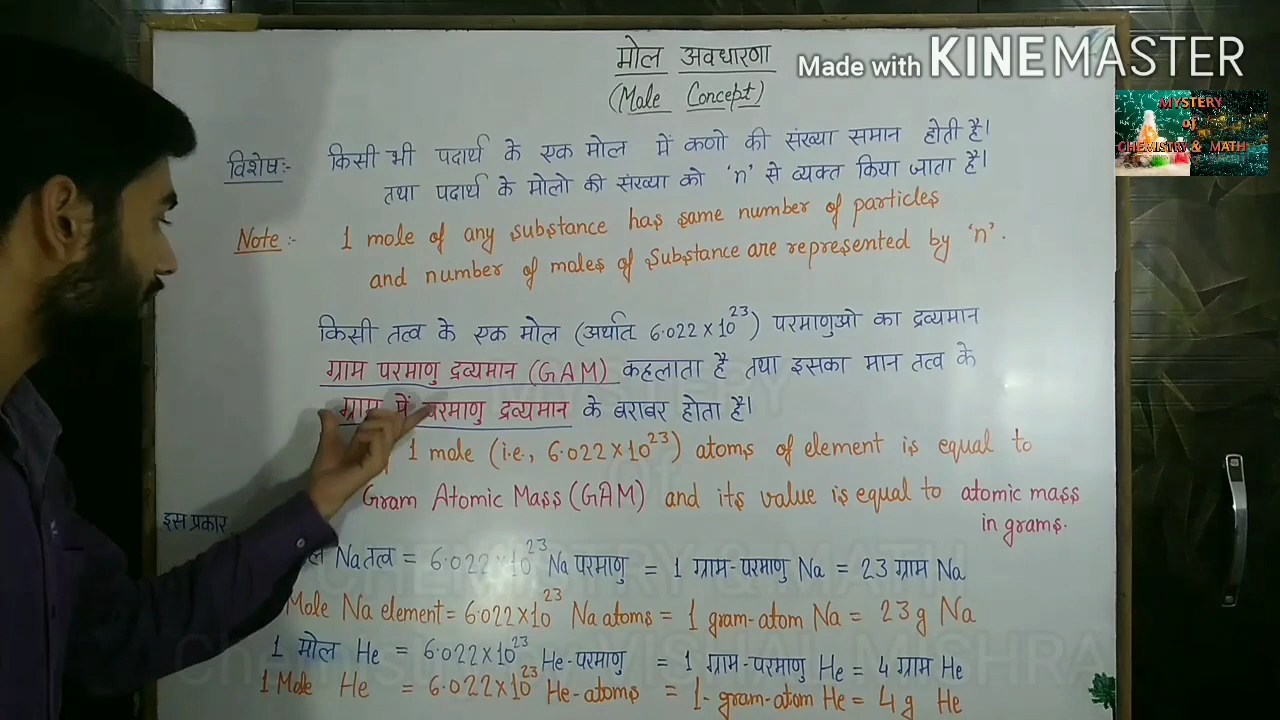 मोल अवधारणा
(Mole Concept)
Made with KINEMASTER
MYSTERY
of
CHEMISTRY & MATH
विशेष:- किसी भी पदार्थ के एक मोल में कणो की संख्या समान होती है।
तथा पदार्थ के मोलो की संख्या को 'n' से व्यक्त किया जाता है।
Note :- 1 mole of any substance has same number of particles
and number of moles of substance are represented by 'n'.
किसी तत्व के एक मोल (अर्थात 6.022×10²³) परमाणुओ का द्रव्यमान
ग्राम परमाणु द्रव्यमान (GAM) कहलाता है तथा इसका मान तत्व के
ग्राम में परमाणु द्रव्यमान के बराबर होता है।
1 mole (i.e., 6.022×10²³) atoms of element is equal to
Gram Atomic Mass (GAM) and its value is equal to atomic mass
in grams.
इस प्रकार
Na तत्व = 6.022×10²³ Na परमाणु = 1 ग्राम-परमाणु Na = 23 ग्राम Na
Mole Na element = 6.022×10²³ Na atoms = 1 gram-atom Na = 23 g Na
1 मोल He = 6.022×10²³ He-परमाणु = 1 ग्राम-परमाणु He = 4 ग्राम He
1 Mole He = 6.022×10²³ He-atoms = 1-gram-atom He = 4 g He